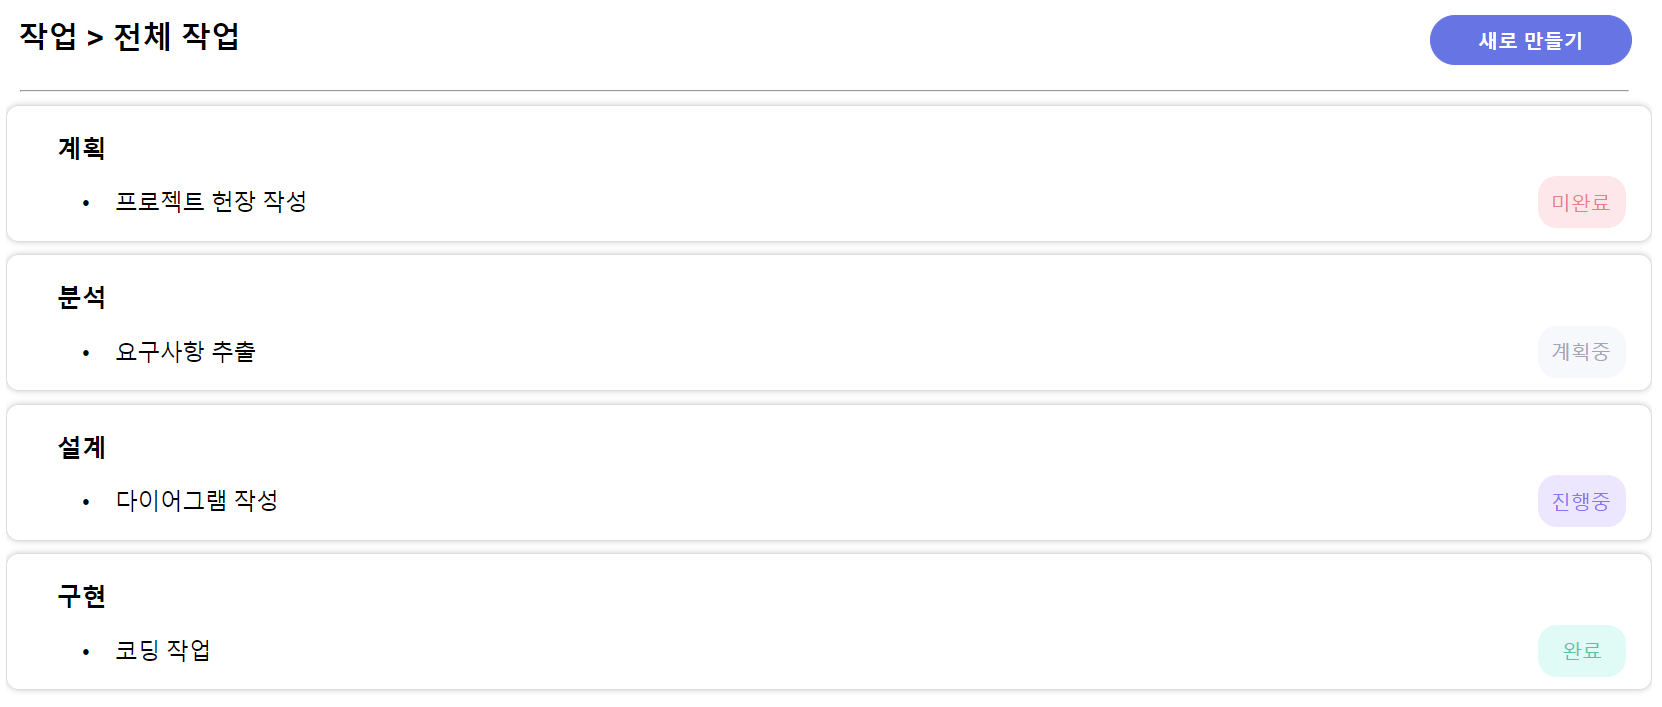 작업 > 전체 작업
새로 만들기
계획
• 프로젝트 헌장 작성
미완료
분석
• 요구사항 추출
계획중
설계
• 다이어그램 작성
진행중
구현
• 코딩 작업
완료